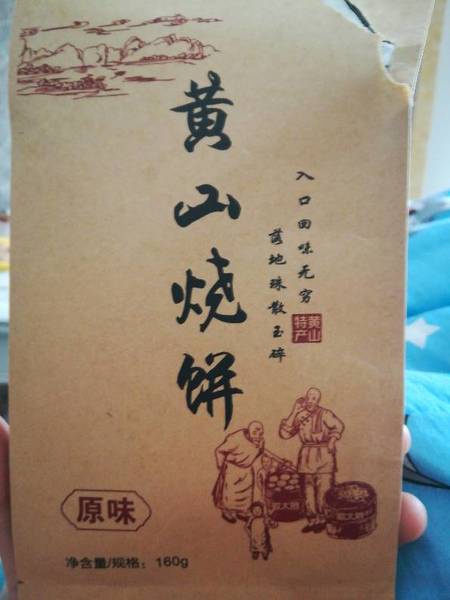 黄山烧饼
入口回味无穷
落地珠散玉碎
黄山
特产
原味
净含量/规格：160g